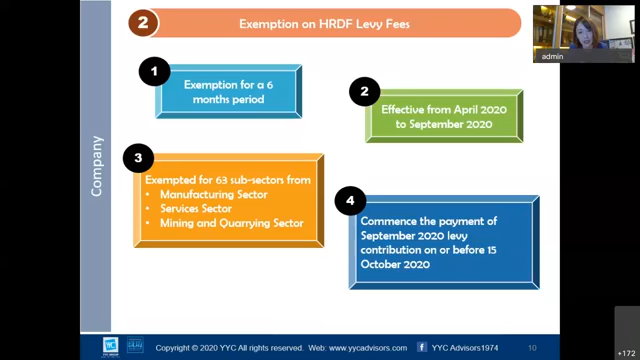 2
Exemption on HRDF Levy Fees
admin
1
Exemption for a 6
months period
2
Effective from April 2020
to September 2020
3
Exempted for 63 sub-sectors from
• Manufacturing Sector
• Services Sector
• Mining and Quarrying Sector
4
Commence the payment of
September 2020 levy
contribution on or before 15
October 2020
Company
YYC GROUP
Copyright © 2020 YYC All rights reserved. Web: www.yycadvisors.com
f YYC Advisors1974
10
+172